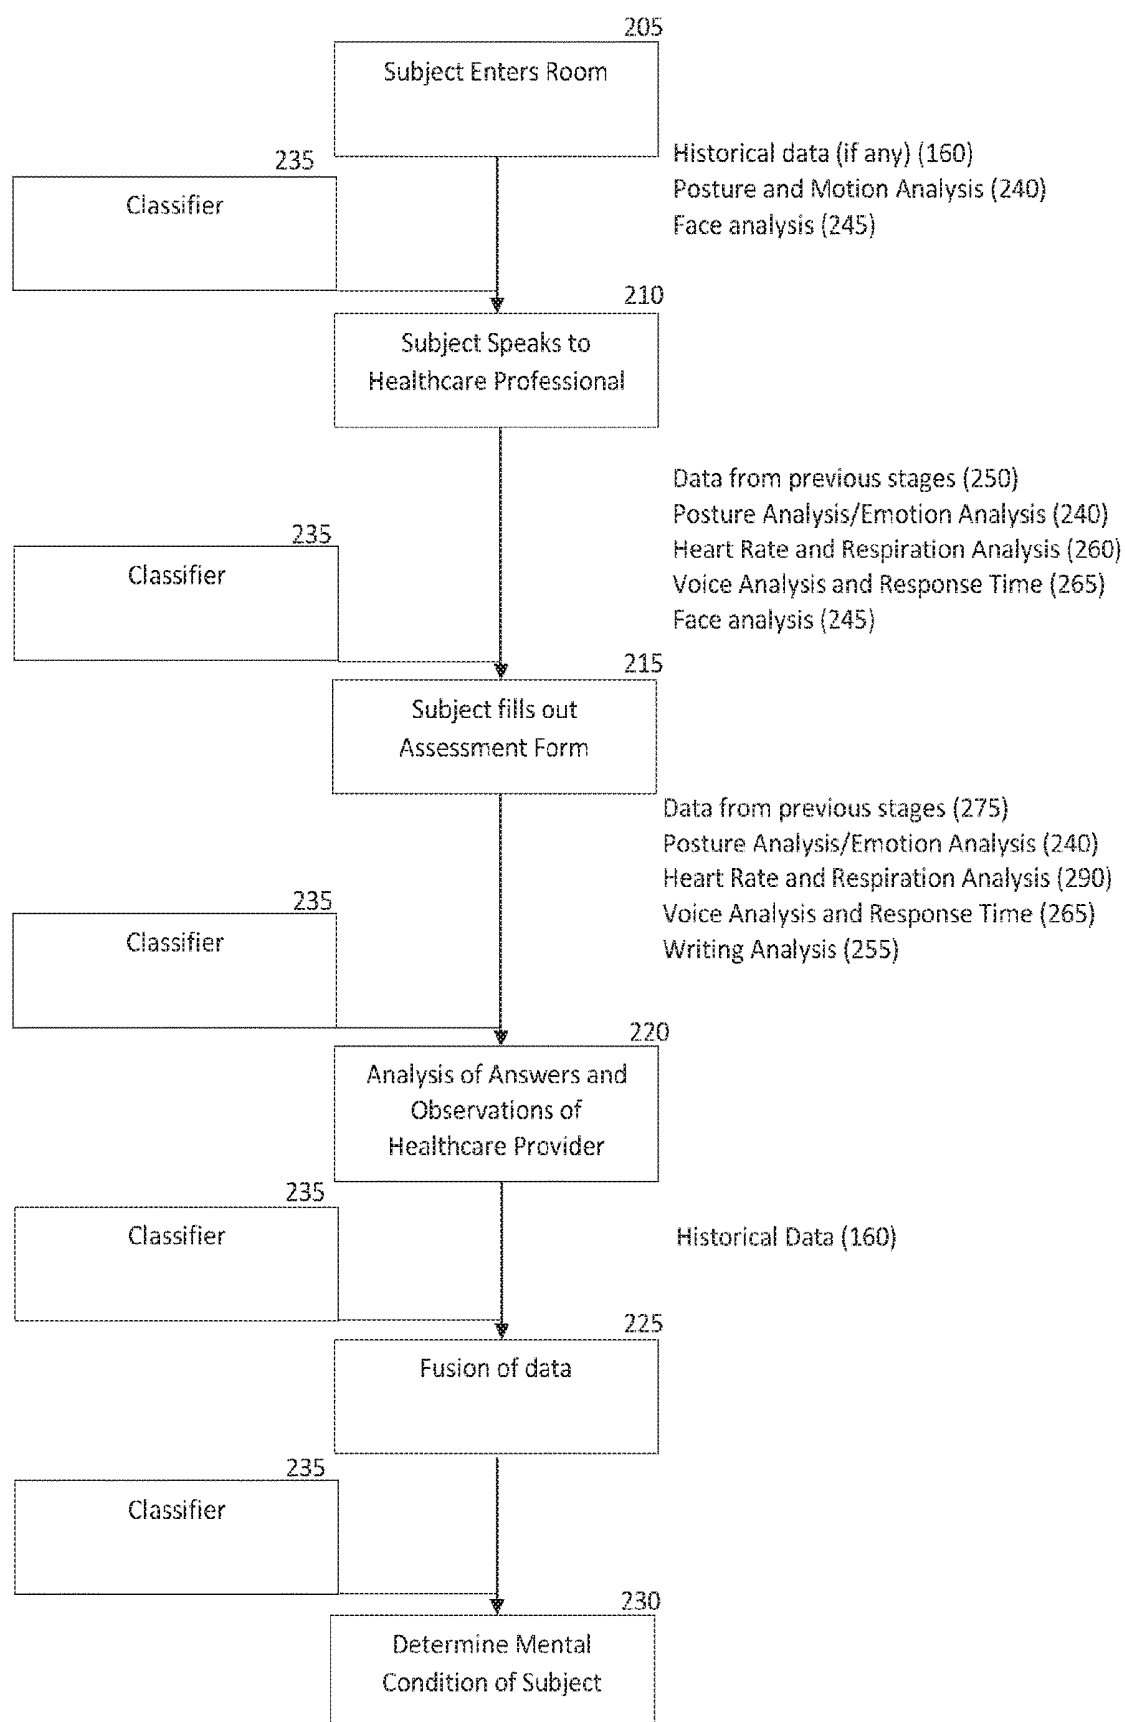 205
Subject Enters Room
Historical data (if any) (160)
Posture and Motion Analysis (240)
Face analysis (245)
235
Classifier
210
Subject Speaks to
Healthcare Professional
Data from previous stages (250)
Posture Analysis/Emotion Analysis (240)
Heart Rate and Respiration Analysis (260)
Voice Analysis and Response Time (265)
Face analysis (245)
235
Classifier
215
Subject fills out
Assessment Form
Data from previous stages (275)
Posture Analysis/Emotion Analysis (240)
Heart Rate and Respiration Analysis (290)
Voice Analysis and Response Time (265)
Writing Analysis (255)
235
Classifier
220
Analysis of Answers and
Observations of
Healthcare Provider
235
Classifier
Historical Data (160)
225
Fusion of data
235
Classifier
230
Determine Mental
Condition of Subject